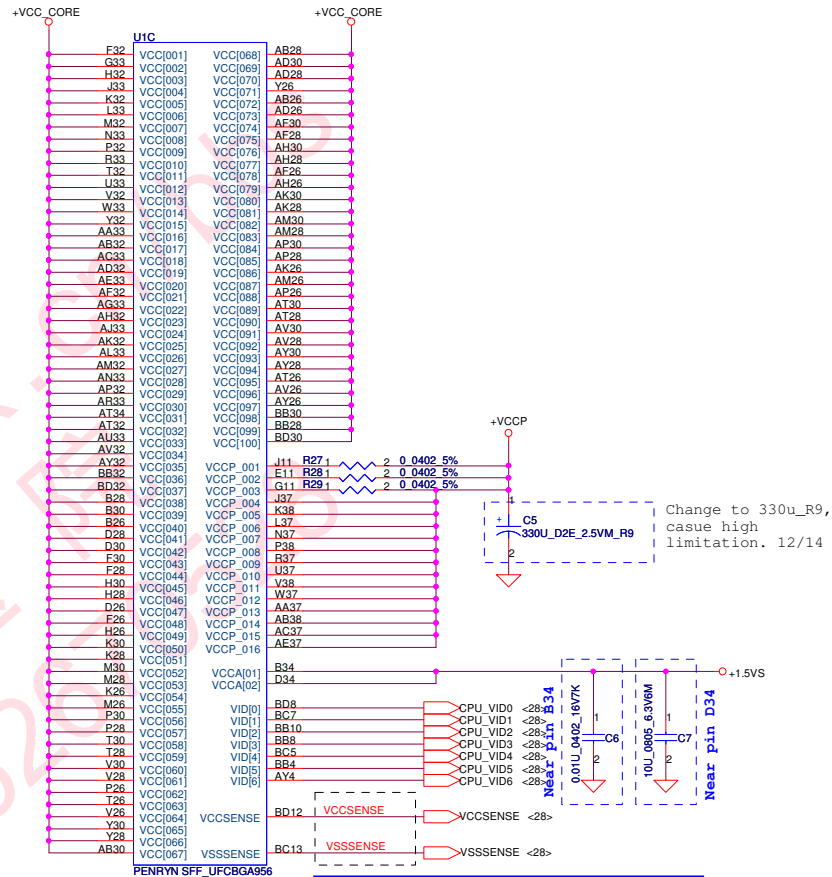 +VCC_CORE +VCC_CORE
U1C
F32 VCC[001] VCC[068] AB28
G33 VCC[002] VCC[069] AD30
H32 VCC[003] VCC[070] AD28
J33 VCC[004] VCC[071] Y26
K32 VCC[005] VCC[072] AB26
L33 VCC[006] VCC[073] AD26
M32 VCC[007] VCC[074] AF30
N33 VCC[008] VCC[075] AF28
P32 VCC[009] VCC[076] AH30
R33 VCC[010] VCC[077] AH28
T32 VCC[011] VCC[078] AF26
U33 VCC[012] VCC[079] AH26
V32 VCC[013] VCC[080] AK30
W33 VCC[014] VCC[081] AK28
Y32 VCC[015] VCC[082] AM30
AA33 VCC[016] VCC[083] AM28
AB32 VCC[017] VCC[084] AP30
AC33 VCC[018] VCC[085] AP28
AD32 VCC[019] VCC[086] AK26
AE33 VCC[020] VCC[087] AM26
AF32 VCC[021] VCC[088] AP26
AG33 VCC[022] VCC[089] AT30
AH32 VCC[023] VCC[090] AT28
AJ33 VCC[024] VCC[091] AV30
AK32 VCC[025] VCC[092] AV28
AL33 VCC[026] VCC[093] AY30
AM32 VCC[027] VCC[094] AY28
AN33 VCC[028] VCC[095] AT26
AP32 VCC[029] VCC[096] AV26
AR33 VCC[030] VCC[097] AY26
AT34 VCC[031] VCC[098] BB30
AT32 VCC[032] VCC[099] BB28
AU33 VCC[033] VCC[100] BD30
AV32 VCC[034]
AY32 VCC[035] VCCP_001 J11 R27 1 2 0_0402_5%
BB32 VCC[036] VCCP_002 E11 R28 1 2 0_0402_5%
BD32 VCC[037] VCCP_003 G11 R29 1 2 0_0402_5%
B28 VCC[038] VCCP_004 J37
B30 VCC[039] VCCP_005 K38
B26 VCC[040] VCCP_006 L37
D28 VCC[041] VCCP_007 N37
D30 VCC[042] VCCP_008 P38
F30 VCC[043] VCCP_009 R37
F28 VCC[044] VCCP_010 U37
H30 VCC[045] VCCP_011 V38
H28 VCC[046] VCCP_012 W37
D26 VCC[047] VCCP_013 AA37
F26 VCC[048] VCCP_014 AB38
H26 VCC[049] VCCP_015 AC37
K30 VCC[050] VCCP_016 AE37
K28 VCC[051]
M30 VCC[052] VCCA[01] B34
M28 VCC[053] VCCA[02] D34
K26 VCC[054]
M26 VCC[055] VID[0] BD8 CPU_VID0 <28>
P30 VCC[056] VID[1] BC7 CPU_VID1 <28>
P28 VCC[057] VID[2] BB10 CPU_VID2 <28>
T30 VCC[058] VID[3] BB8 CPU_VID3 <28>
T28 VCC[059] VID[4] BC5 CPU_VID4 <28>
V30 VCC[060] VID[5] BB4 CPU_VID5 <28>
V28 VCC[061] VID[6] AY4 CPU_VID6 <28>
P26 VCC[062]
T26 VCC[063]
V26 VCC[064] VCCSENSE BD12 VCCSENSE VCCSENSE <28>
Y30 VCC[065]
Y28 VCC[066]
AB30 VCC[067] VSSSENSE BC13 VSSSENSE VSSSENSE <28>
PENRYN SFF_UFCBGA956
+VCCP
1
+ C5
330U_D2E_2.5VM_R9
2
Change to 330u_R9,
casue high
limitation. 12/14
+1.5VS
Near pin B34
0.01U_0402_16V7K
1
C6
2
10U_0805_6.3V6M
1
C7
2
Near pin D34